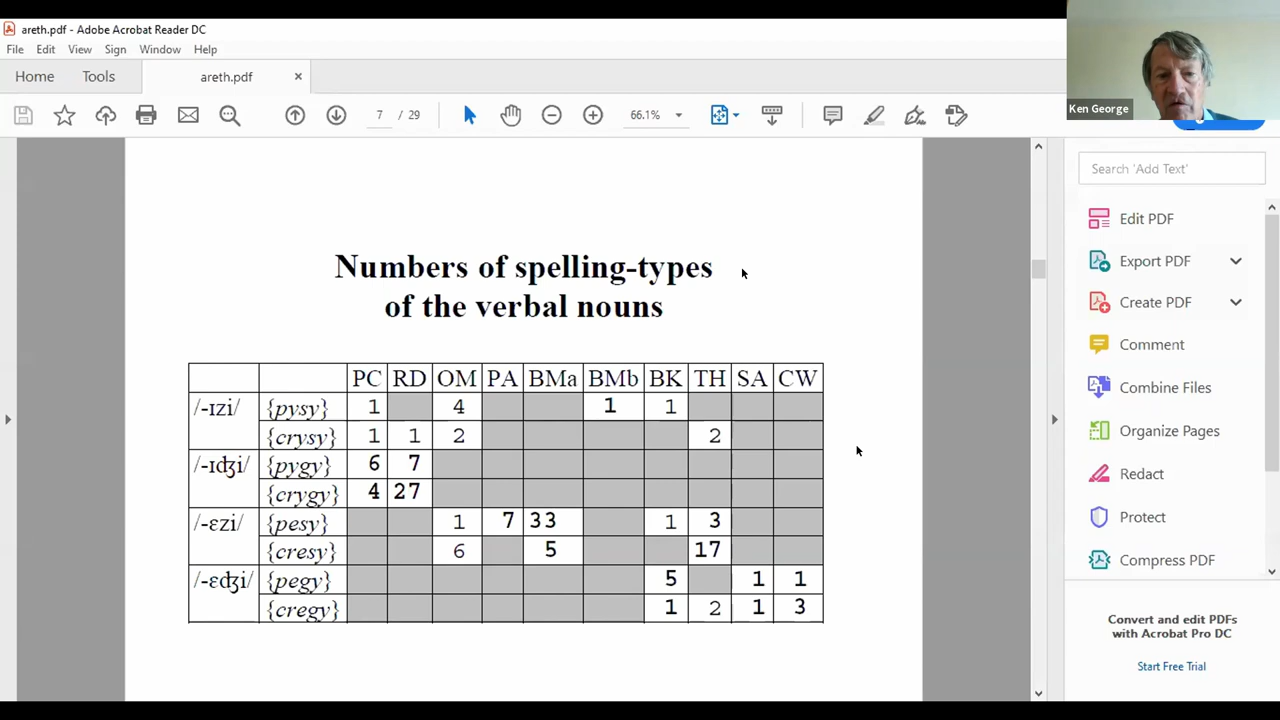 areth.pdf - Adobe Acrobat Reader DC
File Edit View Sign Window Help
Home Tools areth.pdf ×
7 / 29 66.1%
Ken George
Search 'Add Text'
Edit PDF
Export PDF
Create PDF
Comment
Combine Files
Organize Pages
Redact
Protect
Compress PDF
Convert and edit PDFs
with Acrobat Pro DC
Start Free Trial
Numbers of spelling-types
of the verbal nouns
PC RD OM PA BMa BMb BK TH SA CW
/-ɪzi/ {pysy} 1 4 1 1
{crysy} 1 1 2 2
/-ɪʤi/ {pygy} 6 7
{crygy} 4 27
/-ɛzi/ {pesy} 1 7 33 1 3
{cresy} 6 5 17
/-ɛʤi/ {pegy} 5 1 1
{cregy} 1 2 1 3